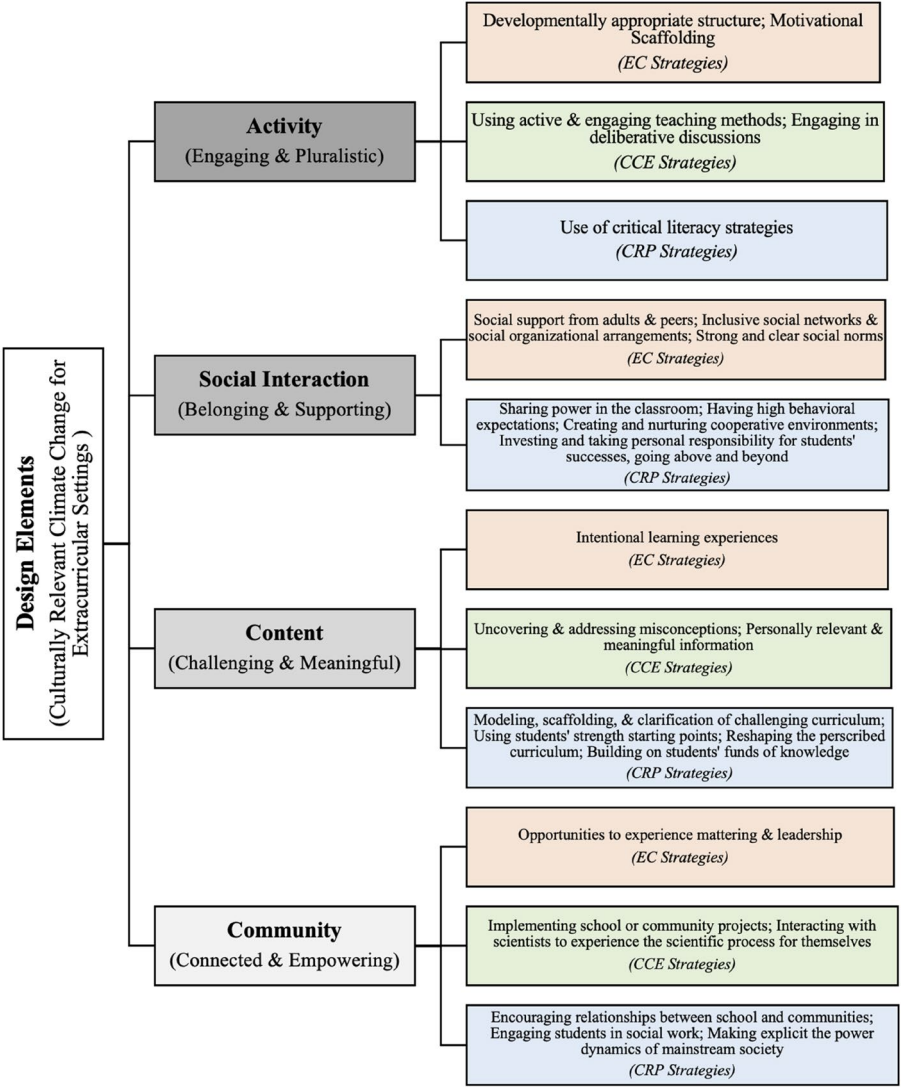 Design Elements
(Culturally Relevant Climate Change for
Extracurricular Settings )
Activity
(Engaging & Pluralistic)
Developmentally appropriate structure; Motivational
Scaffolding
(EC Strategies)
Using active & engaging teaching methods; Engaging in
deliberative discussions
(CCE Strategies)
Use of critical literacy strategies
(CRP Strategies)
Social Interaction
(Belonging & Supporting)
Social support from adults & peers; Inclusive social networks &
social organizational arrangements; Strong and clear social norms
(EC Strategies)
Sharing power in the classroom; Having high behavioral
expectations; Creating and nurturing cooperative environments;
Investing and taking personal responsibility for students'
successes, going above and beyond
(CRP Strategies)
Content
(Challenging & Meaningful)
Intentional learning experiences
(EC Strategies)
Uncovering & addressing misconceptions; Personally relevant &
meaningful information
(CCE Strategies)
Modeling, scaffolding, & clarification of challenging curriculum;
Using students' strength starting points; Reshaping the perscribed
curriculum; Building on students' funds of knowledge
(CRP Strategies)
Community
(Connected & Empowering)
Opportunities to experience mattering & leadership
(EC Strategies)
Implementing school or community projects; Interacting with
scientists to experience the scientific process for themselves
(CCE Strategies)
Encouraging relationships between school and communities;
Engaging students in social work; Making explicit the power
dynamics of mainstream society
(CRP Strategies)